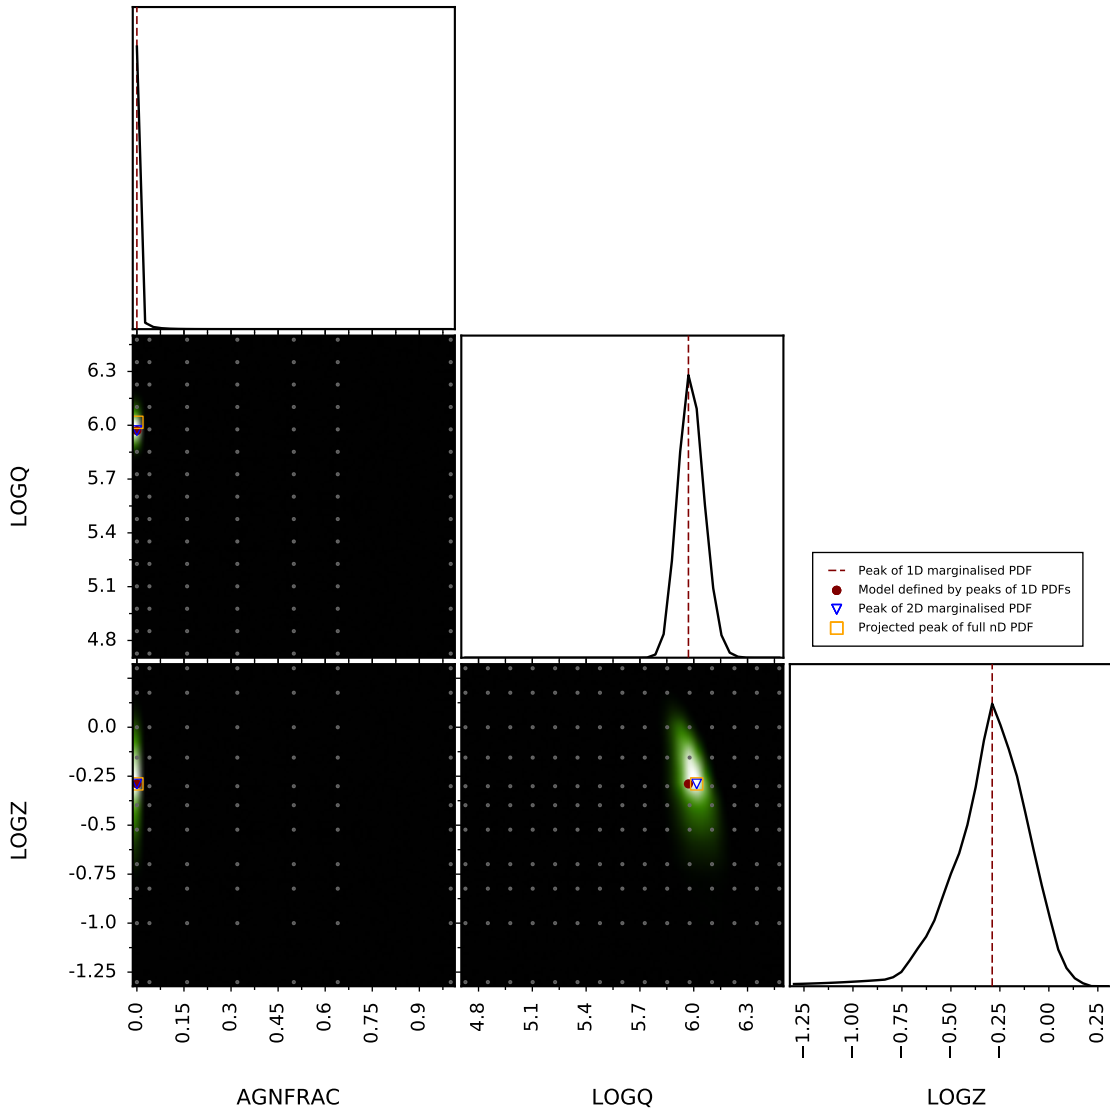 LOGQ
6.3
6.0
5.7
5.4
5.1
4.8
Peak of 1D marginalised PDF
Model defined by peaks of 1D PDFs
Peak of 2D marginalised PDF
Projected peak of full nD PDF
LOGZ
0.0
-0.25
-0.5
-0.75
-1.0
-1.25
0.0 0.15 0.3 0.45 0.6 0.75 0.9
4.8 5.1 5.4 5.7 6.0 6.3
−1.25 −1.00 −0.75 −0.50 −0.25 0.00 0.25
AGNFRAC LOGQ LOGZ